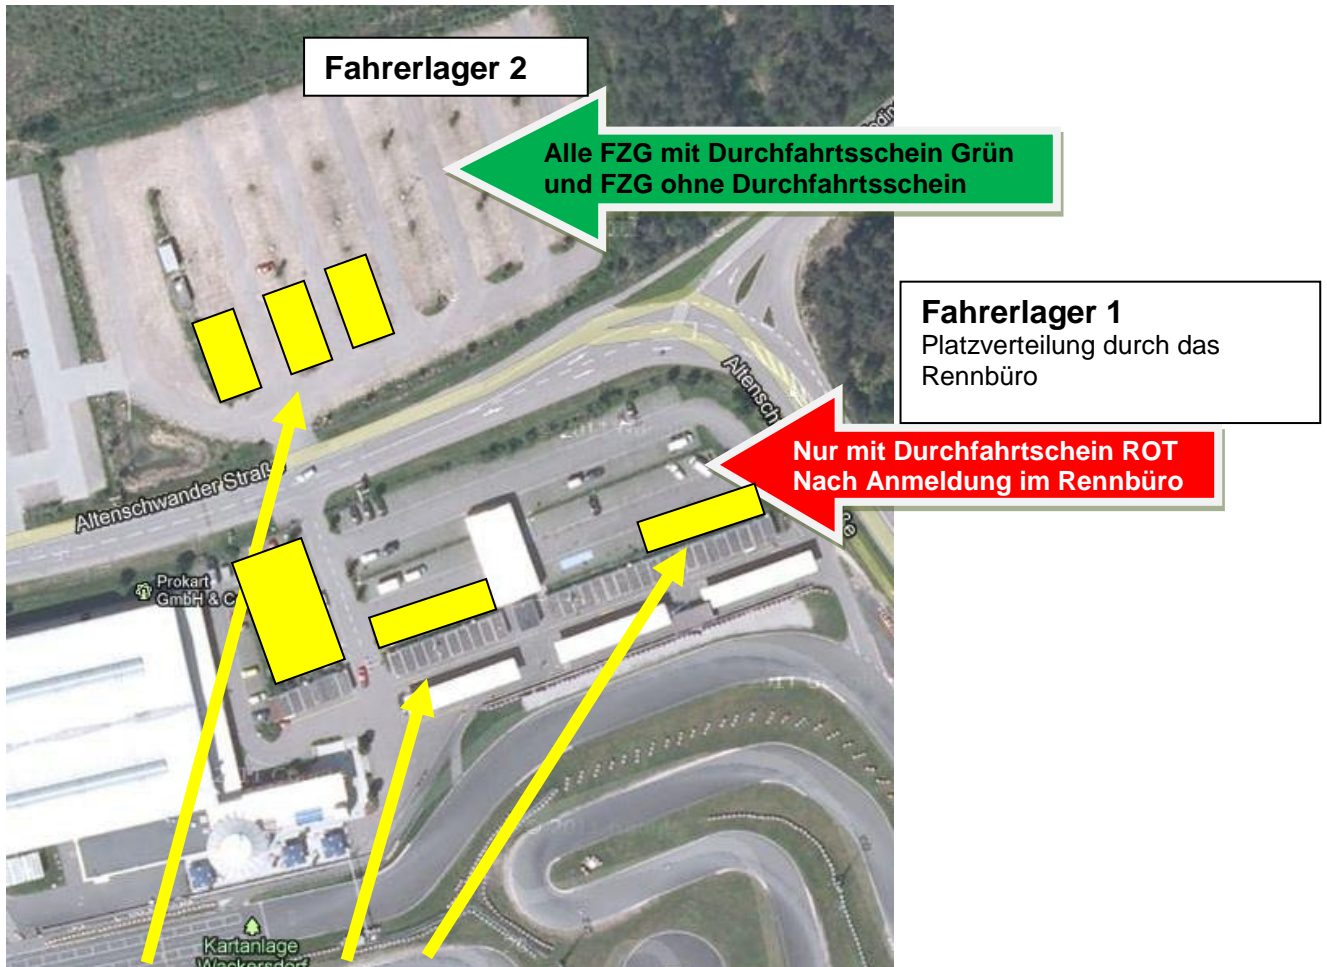 Fahrerlager 2
Alle FZG mit Durchfahrtsschein Grün
und FZG ohne Durchfahrtsschein
Fahrerlager 1
Platzverteilung durch das
Rennbüro
Nur mit Durchfahrtschein ROT
Nach Anmeldung im Rennbüro
Altenschwander Straße
Prokart
GmbH & C
Kartanlage
Wackersdorf